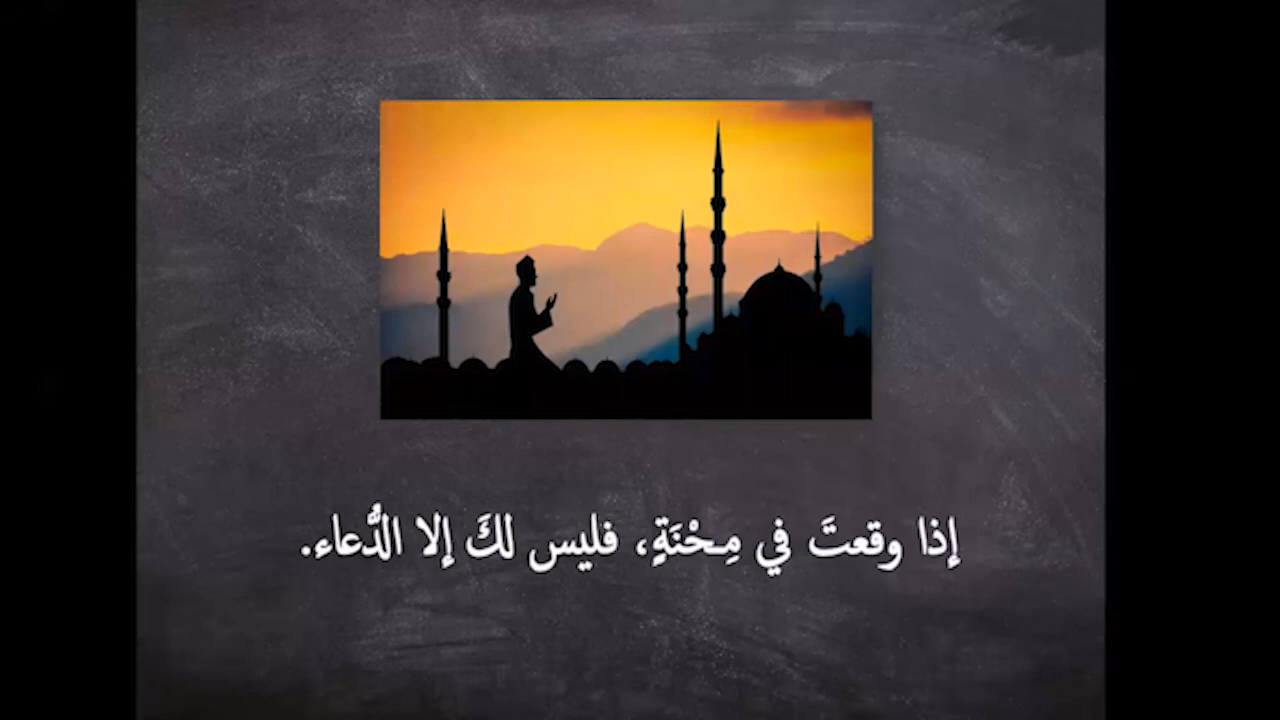 إذا وقعتَ في مِحْنَةٍ، فليس لكَ إلا الدُّعاء.